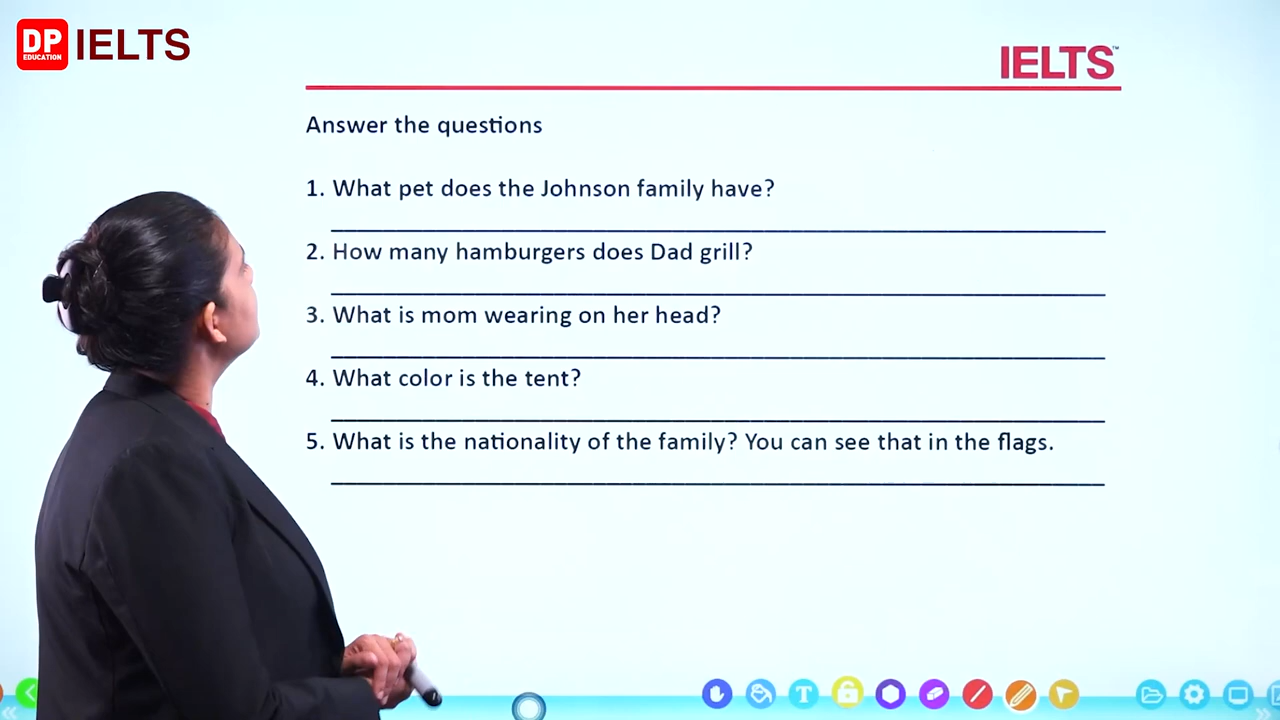 DP
EDUCATION
IELTS
IELTS™
Answer the questions
1. What pet does the Johnson family have?
2. How many hamburgers does Dad grill?
3. What is mom wearing on her head?
4. What color is the tent?
5. What is the nationality of the family? You can see that in the flags.
T